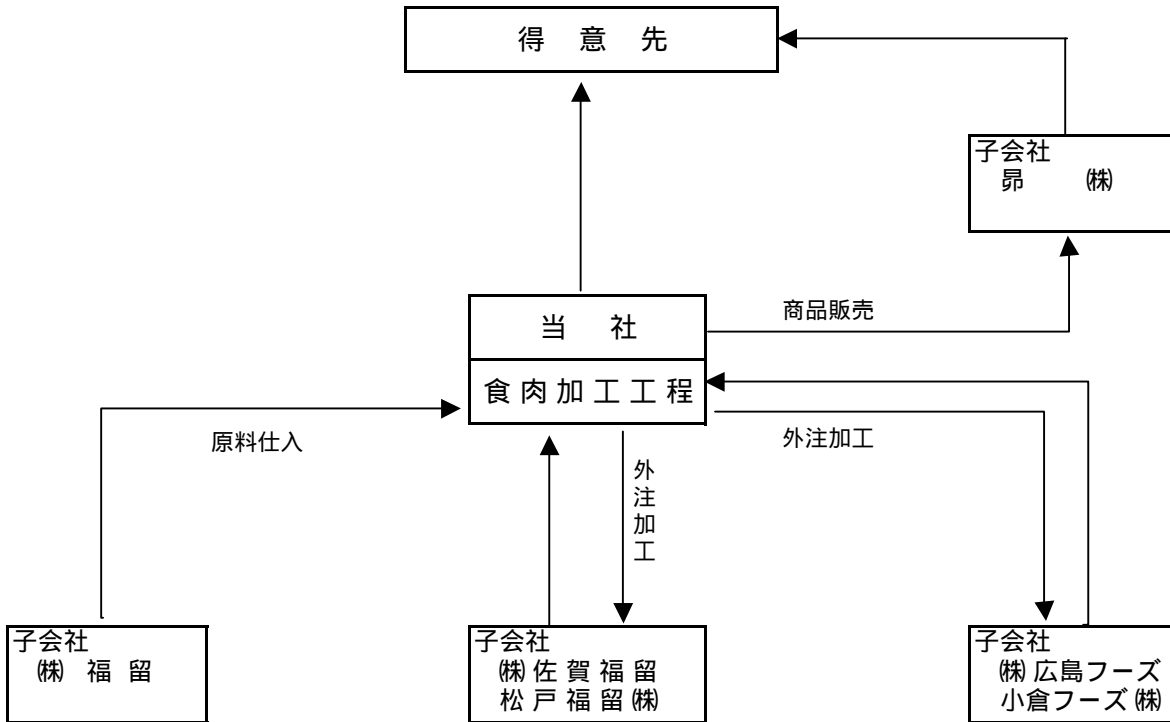 得意先
子会社
昴 ㈱
商品販売
当社
食肉加工工程
原料仕入
外注加工
外注加工
子会社
㈱ 福留
子会社
㈱佐賀福留
松戸福留㈱
子会社
㈱広島フーズ
小倉フーズ㈱